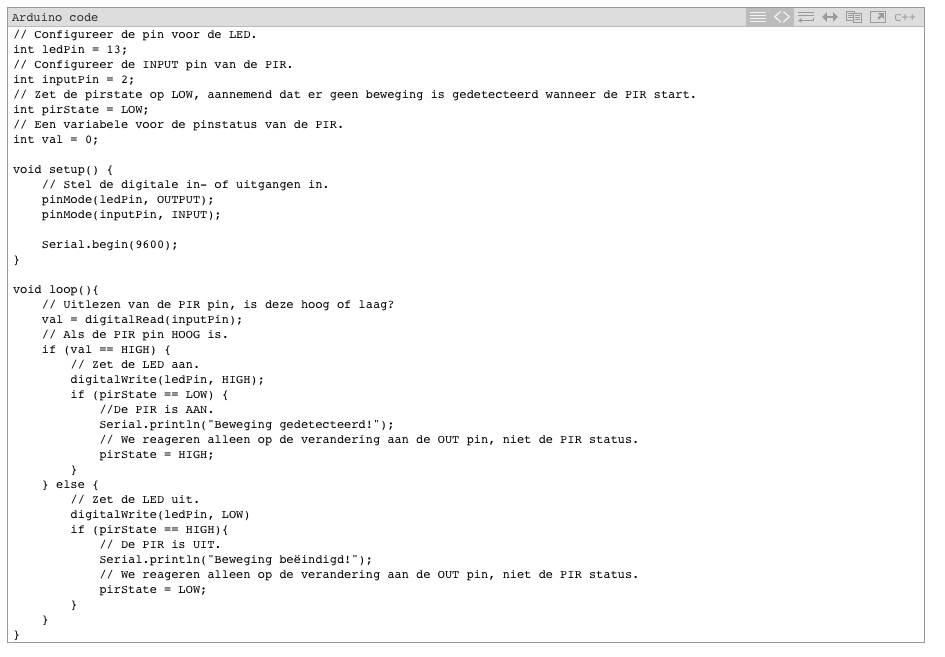 Arduino code
C++
// Configureer de pin voor de LED.
int ledPin = 13;
// Configureer de INPUT pin van de PIR.
int inputPin = 2;
// Zet de pirstate op LOW, aannemend dat er geen beweging is gedetecteerd wanneer de PIR start.
int pirState = LOW;
// Een variabele voor de pinstatus van de PIR.
int val = 0;

void setup() {
    // Stel de digitale in- of uitgangen in.
    pinMode(ledPin, OUTPUT);
    pinMode(inputPin, INPUT);

    Serial.begin(9600);
}

void loop(){
    // Uitlezen van de PIR pin, is deze hoog of laag?
    val = digitalRead(inputPin);
    // Als de PIR pin HOOG is.
    if (val == HIGH) {
        // Zet de LED aan.
        digitalWrite(ledPin, HIGH);
        if (pirState == LOW) {
            //De PIR is AAN.
            Serial.println("Beweging gedetecteerd!");
            // We reageren alleen op de verandering aan de OUT pin, niet de PIR status.
            pirState = HIGH;
        }
    } else {
        // Zet de LED uit.
        digitalWrite(ledPin, LOW)
        if (pirState == HIGH){
            // De PIR is UIT.
            Serial.println("Beweging beëindigd!");
            // We reageren alleen op de verandering aan de OUT pin, niet de PIR status.
            pirState = LOW;
        }
    }
}